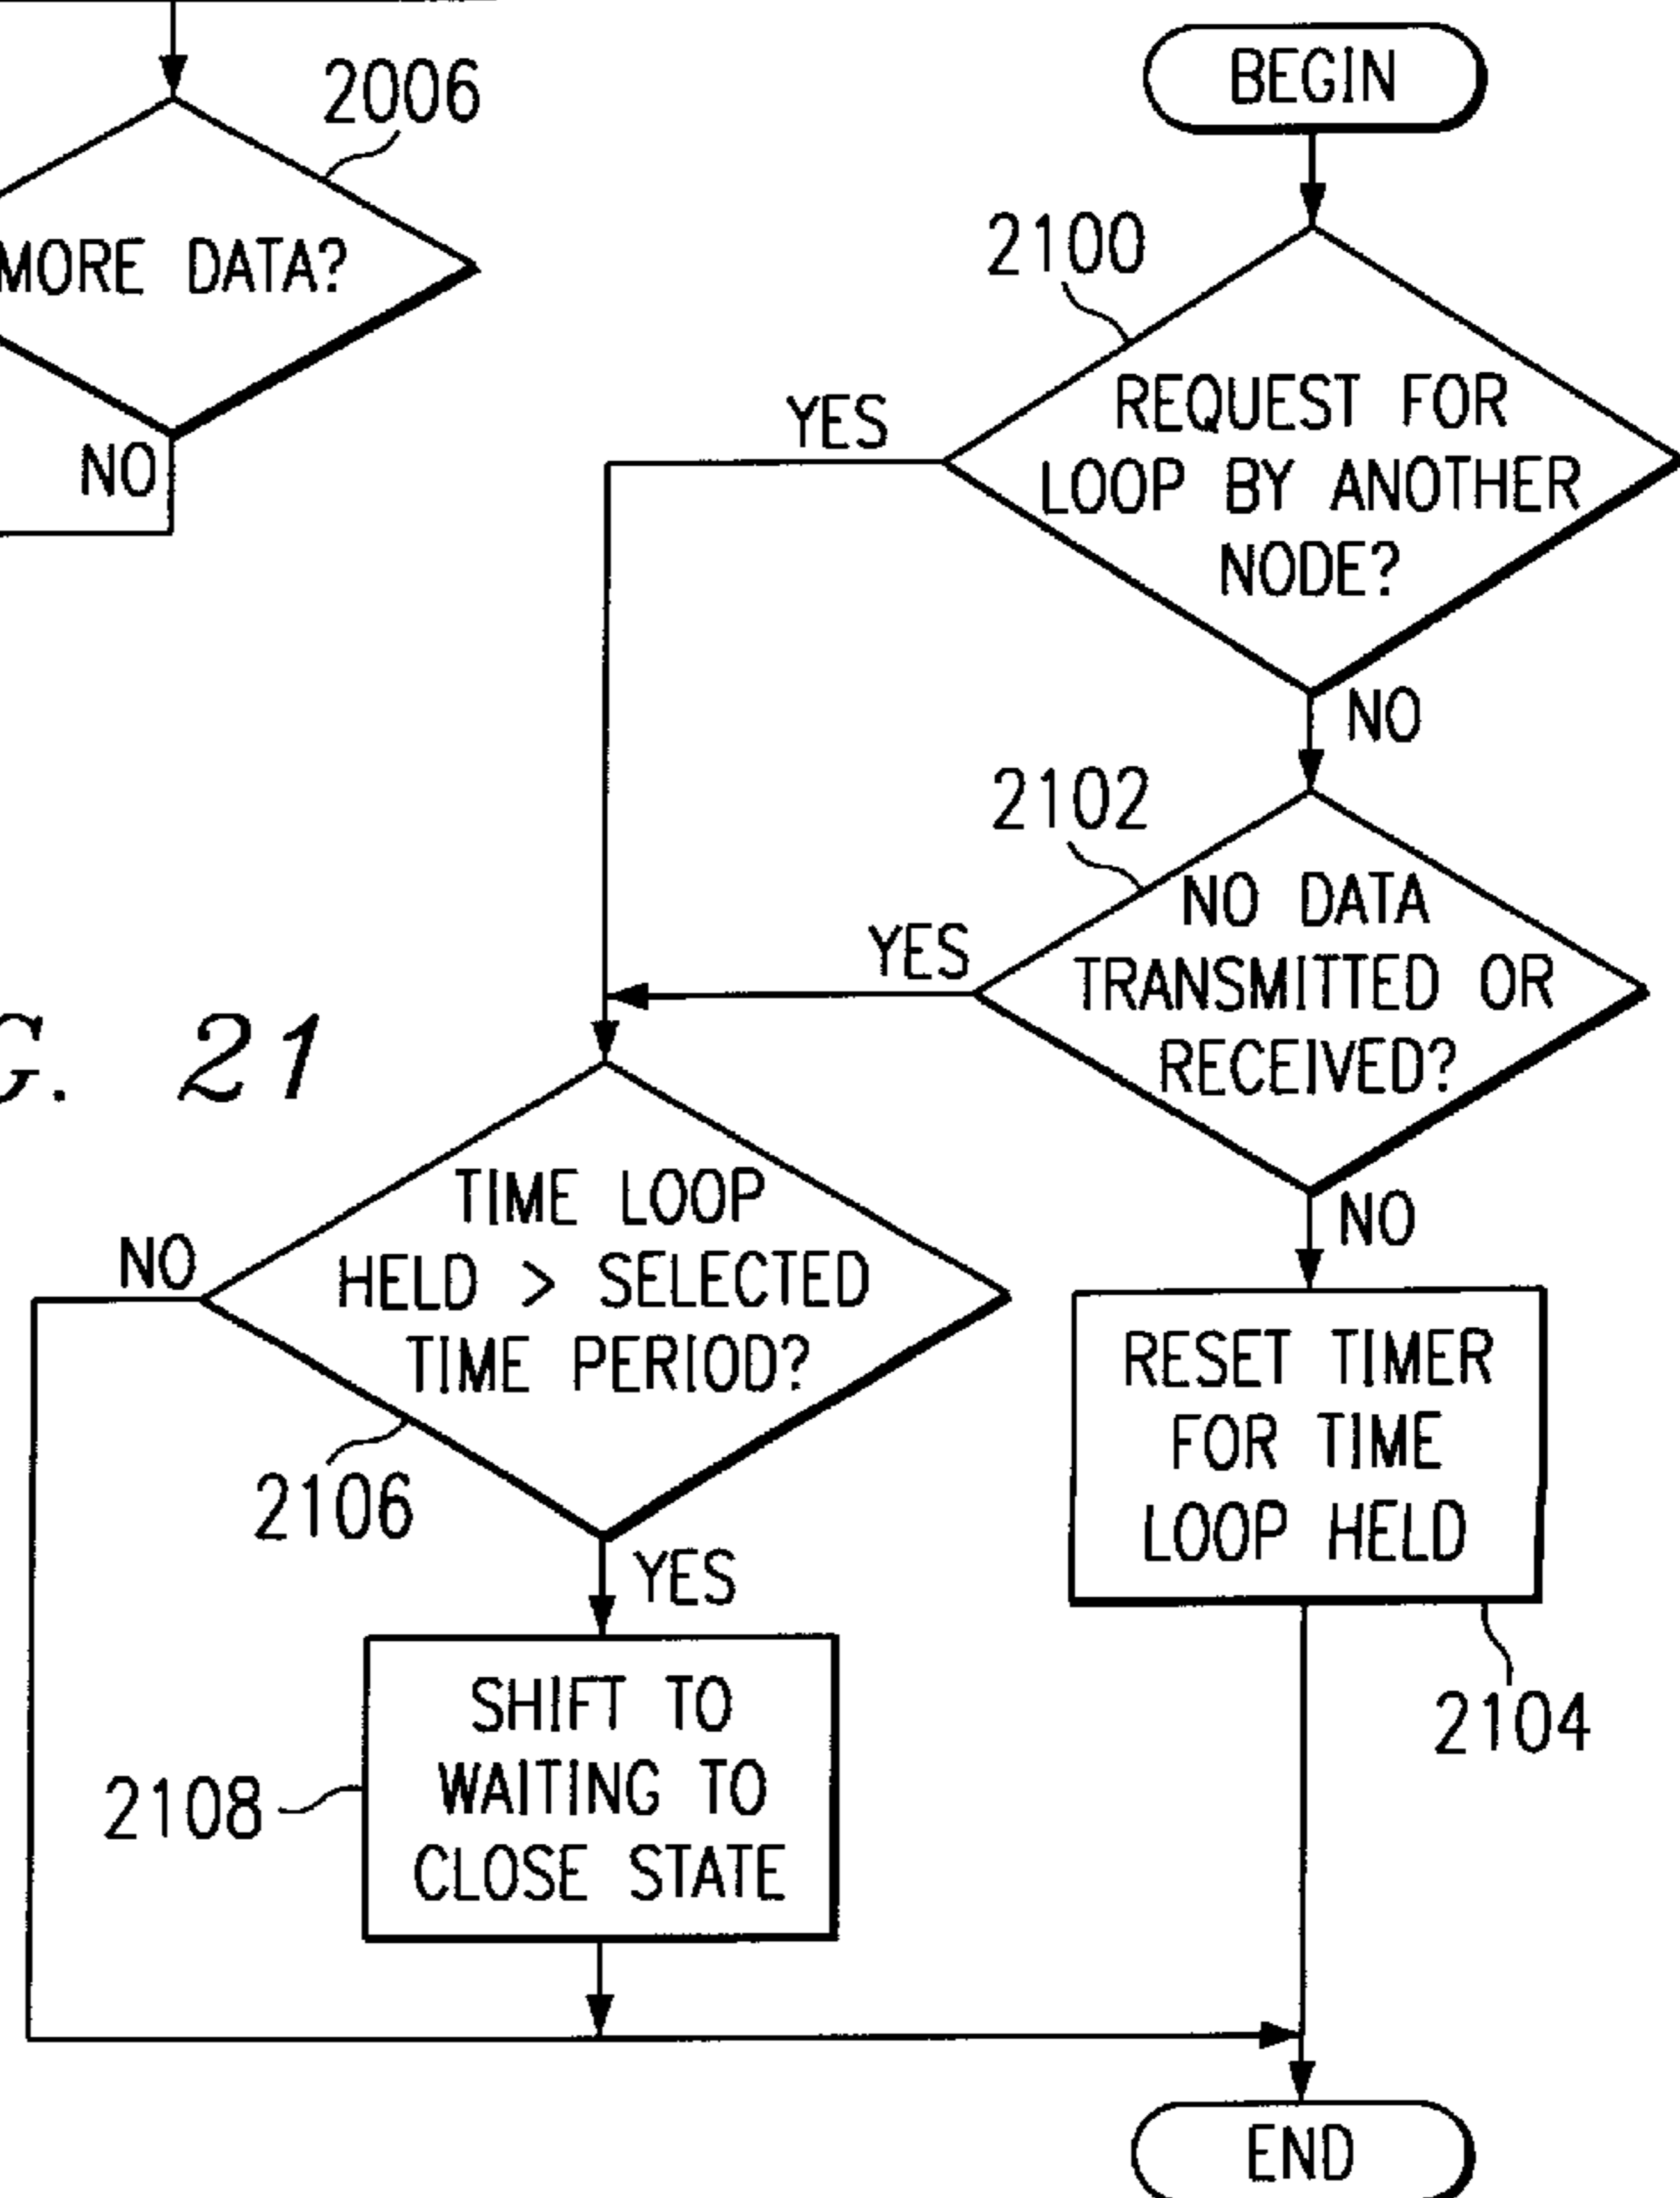 2006
MORE DATA?
NO
BEGIN
2100
REQUEST FOR
LOOP BY ANOTHER
NODE?
YES
NO
2102
NO DATA
TRANSMITTED OR
RECEIVED?
YES
NO
G. 21
TIME LOOP
HELD > SELECTED
TIME PERIOD?
NO
2106
YES
RESET TIMER
FOR TIME
LOOP HELD
2104
SHIFT TO
WAITING TO
CLOSE STATE
2108
END